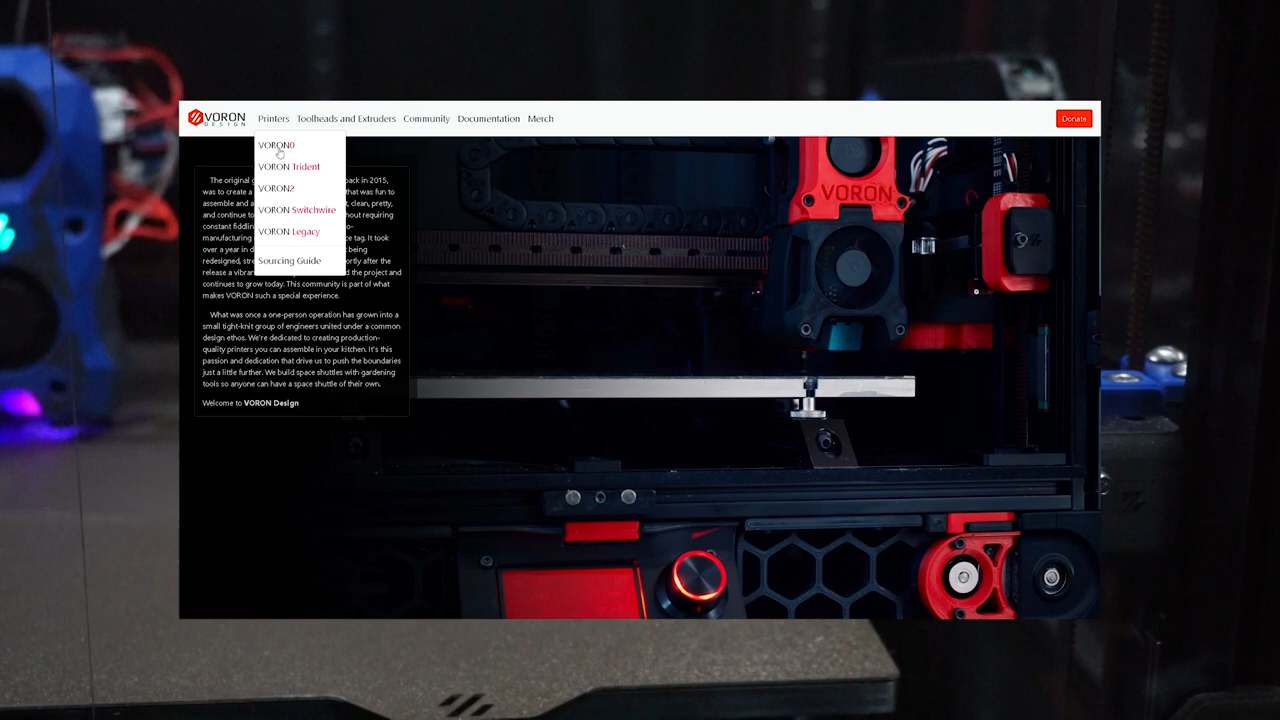 VORON
DESIGN
Printers Toolheads and Extruders Community Documentation Merch
Donate
VORON0
VORON Trident
VORON2
VORON Switchwire
VORON Legacy
Sourcing Guide
The original back in 2015,
was to create a that was fun to
assemble and clean, pretty,
and continue to requiring
constant
manufacturing tag. It took
over a year in being
redesigned, after the
release a the project and
continues to grow today. This community is part of what
makes VORON such a special experience.
What was once a one-person operation has grown into a
small tight-knit group of engineers united under a common
design ethos. We're dedicated to creating production-
quality printers you can assemble in your kitchen. It's this
passion and dedication that drive us to push the boundaries
just a little further. We build space shuttles with gardening
tools so anyone can have a space shuttle of their own.
Welcome to VORON Design
VORON